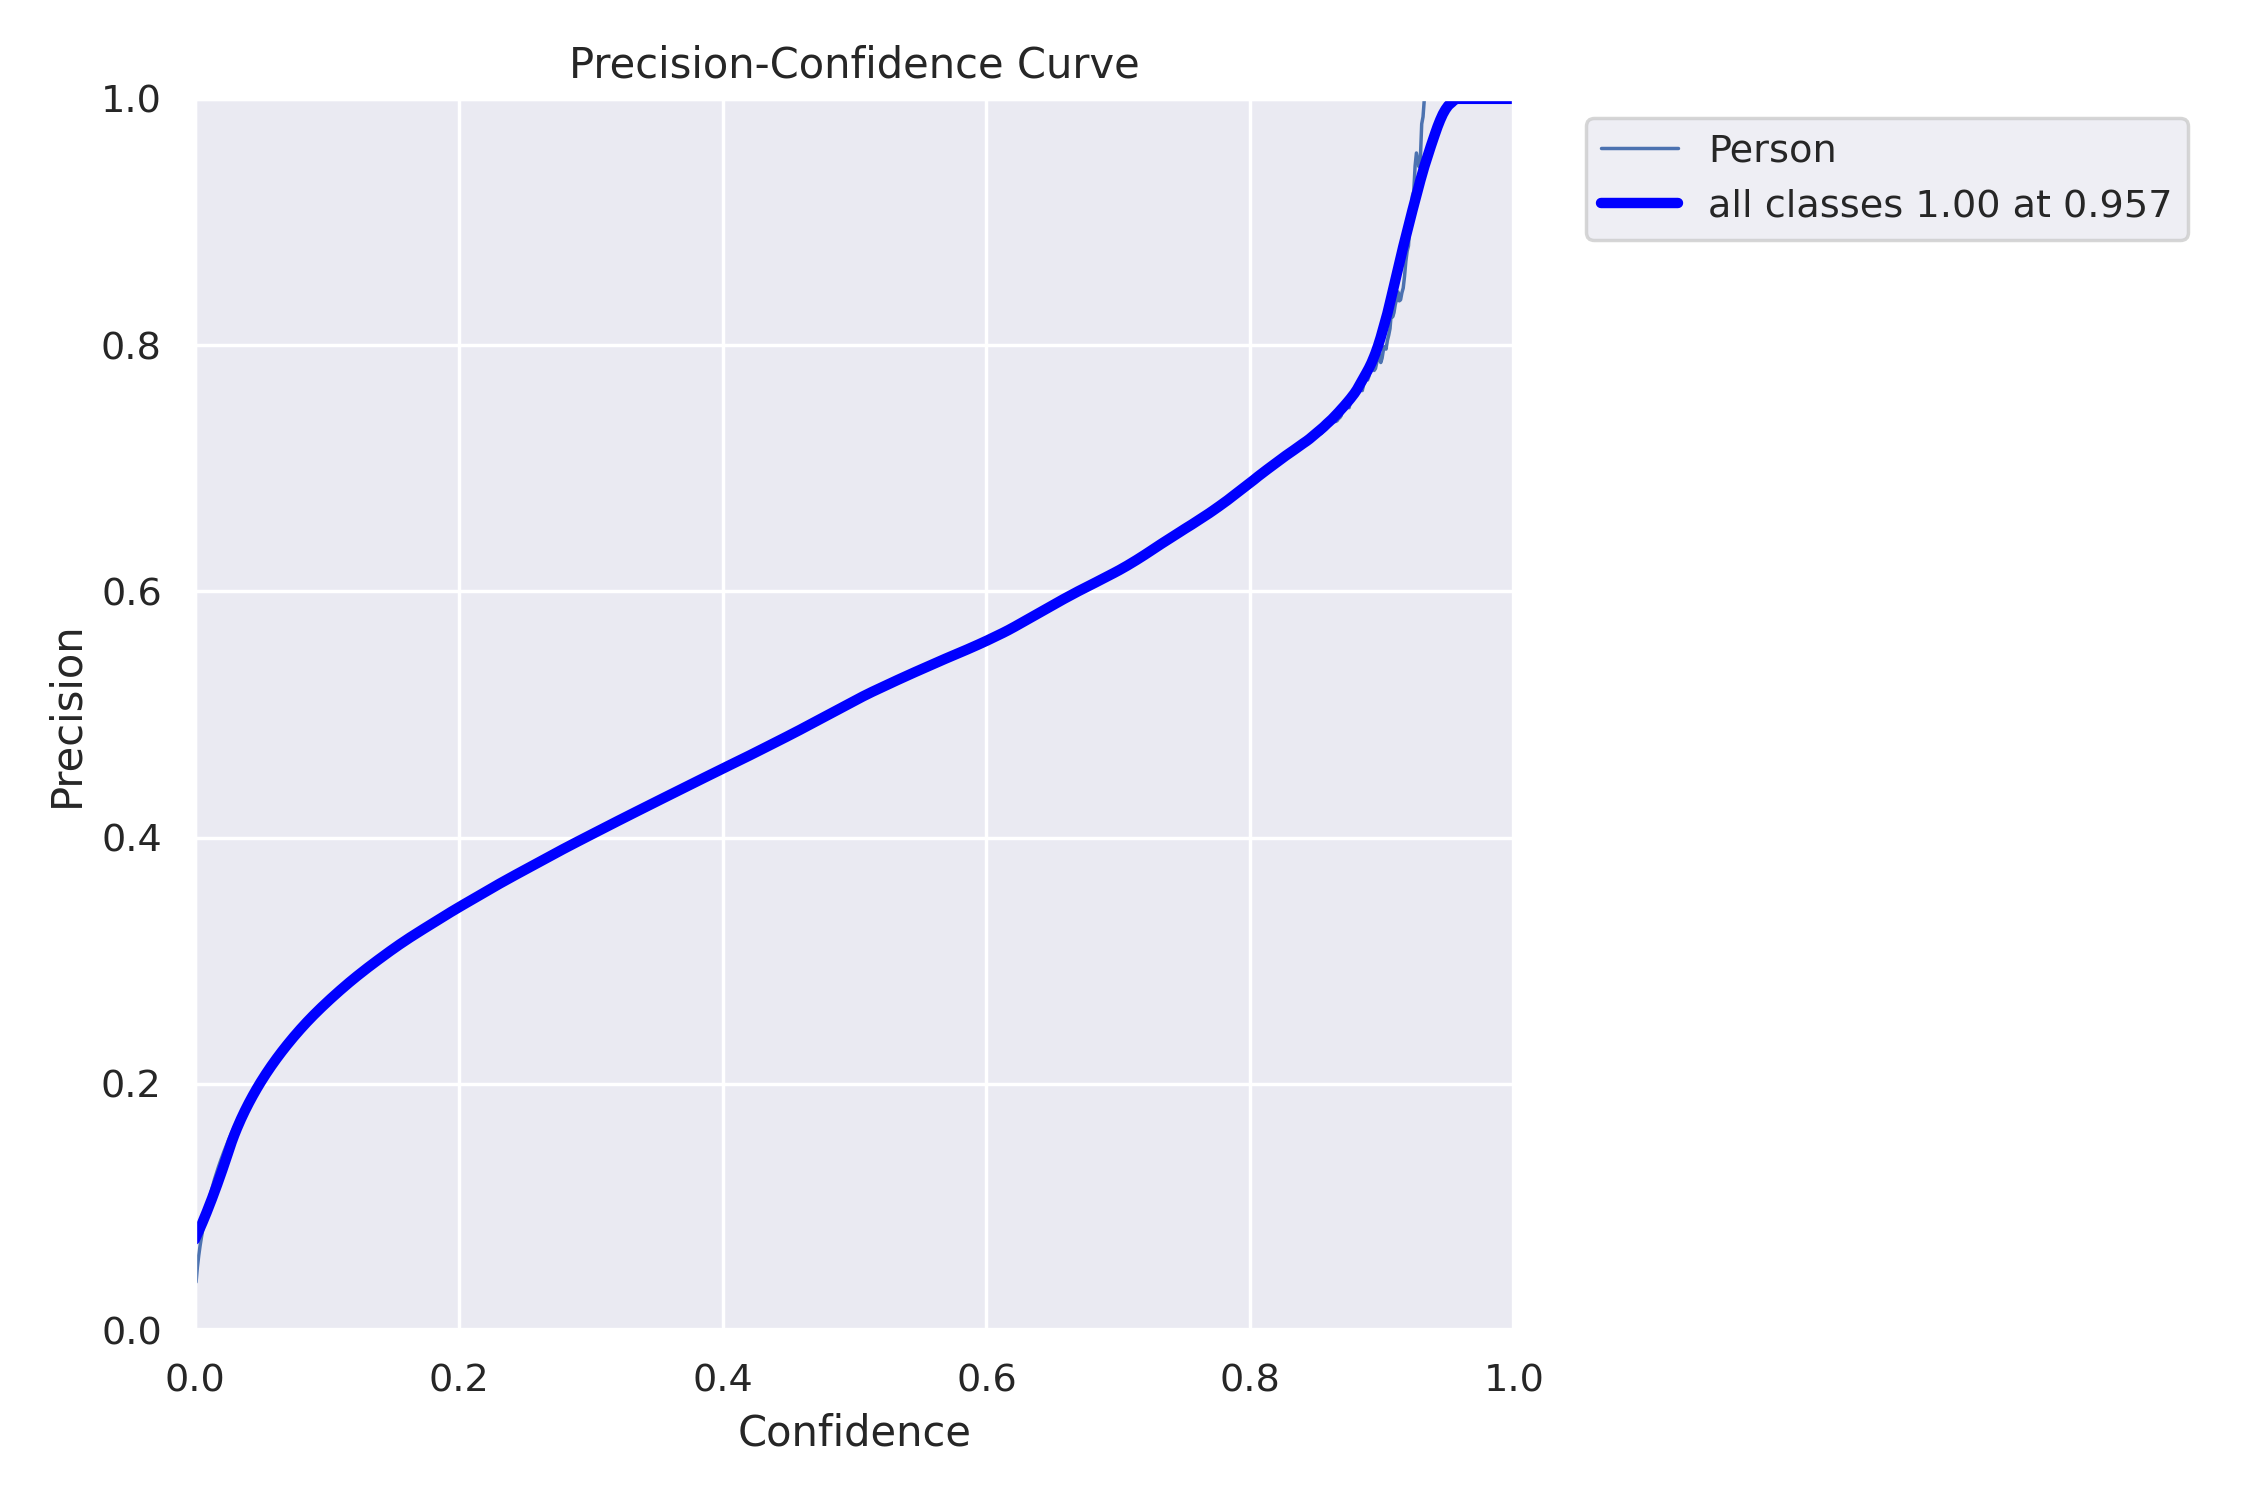 Precision-Confidence Curve
1.0
0.8
0.6
0.4
0.2
0.0
Precision
0.0 0.2 0.4 0.6 0.8 1.0
Confidence
Person
all classes 1.00 at 0.957